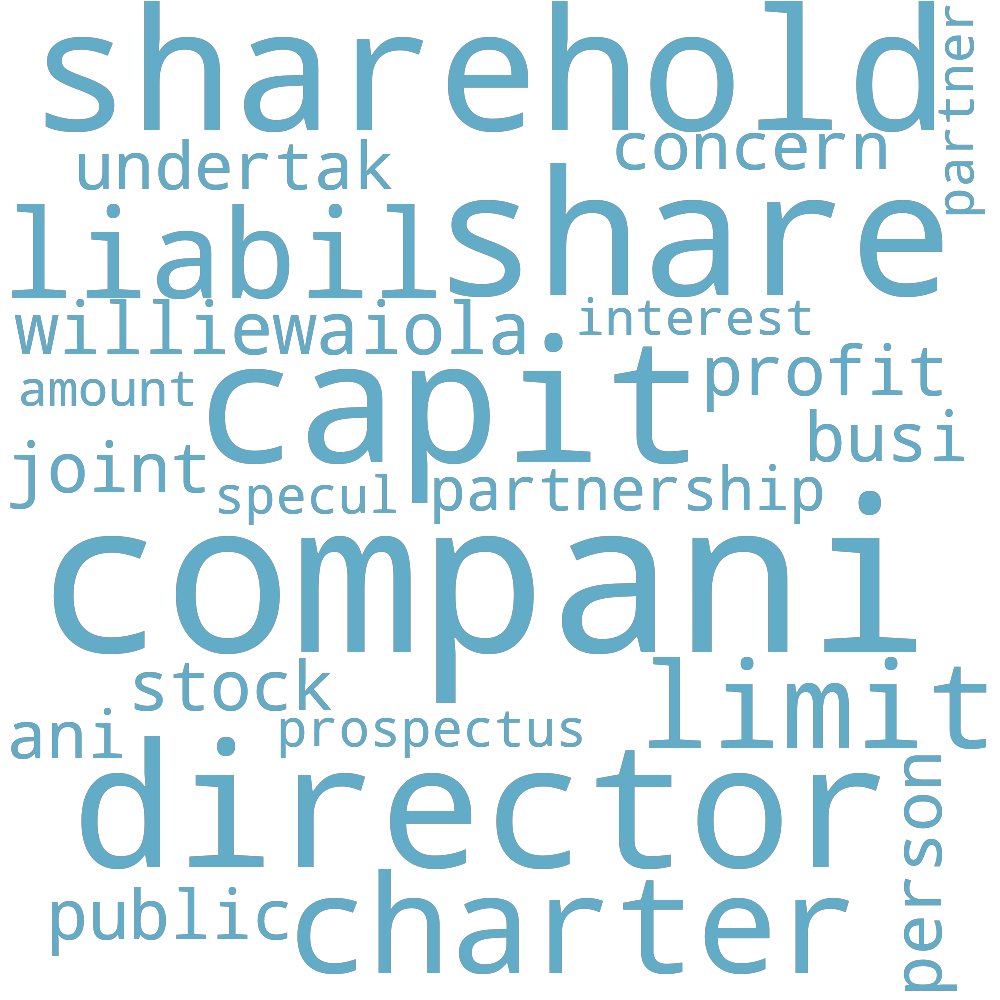 sharehold
partner
concern
undertak
share
liabil
williewaiola
interest
capit
profit
amount
busi
joint
partnership
specul
compani
stock
limit
ani
prospectus
director
person
public
charter